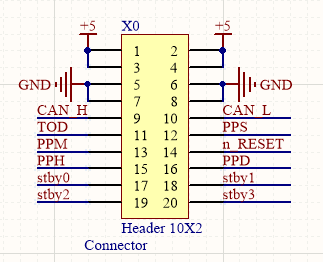 +5 X0 +5
1 2
3 4
GND 5 6 GND
7 8
CAN_H 9 10 CAN_L
TOD 11 12 PPS
PPM 13 14 n_RESET
PPH 15 16 PPD
stby0 17 18 stby1
stby2 19 20 stby3
Header 10X2
Connector